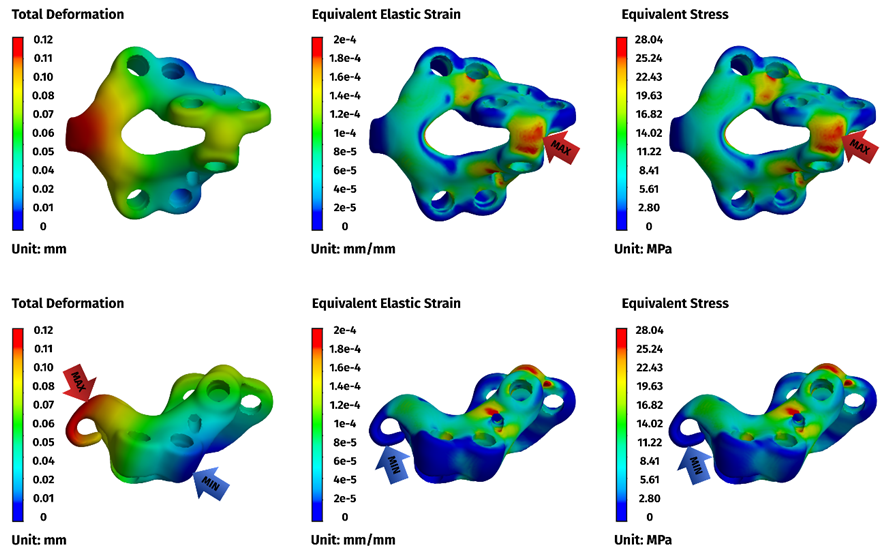 Total Deformation
0.12
0.11
0.10
0.08
0.07
0.06
0.05
0.04
0.02
0.01
0
Unit: mm
Equivalent Elastic Strain
2e-4
1.8e-4
1.6e-4
1.4e-4
1.2e-4
1e-4
8e-5
6e-5
4e-5
2e-5
0
MAX
Unit: mm/mm
Equivalent Stress
28.04
25.24
22.43
19.63
16.82
14.02
11.22
8.41
5.61
2.80
0
MAX
Unit: MPa
Total Deformation
0.12
0.11
0.10
0.08
0.07
0.06
0.05
0.04
0.02
0.01
0
MAX
MIN
Unit: mm
Equivalent Elastic Strain
2e-4
1.8e-4
1.6e-4
1.4e-4
1.2e-4
1e-4
8e-5
6e-5
4e-5
2e-5
0
MIN
Unit: mm/mm
Equivalent Stress
28.04
25.24
22.43
19.63
16.82
14.02
11.22
8.41
5.61
2.80
0
MIN
Unit: MPa